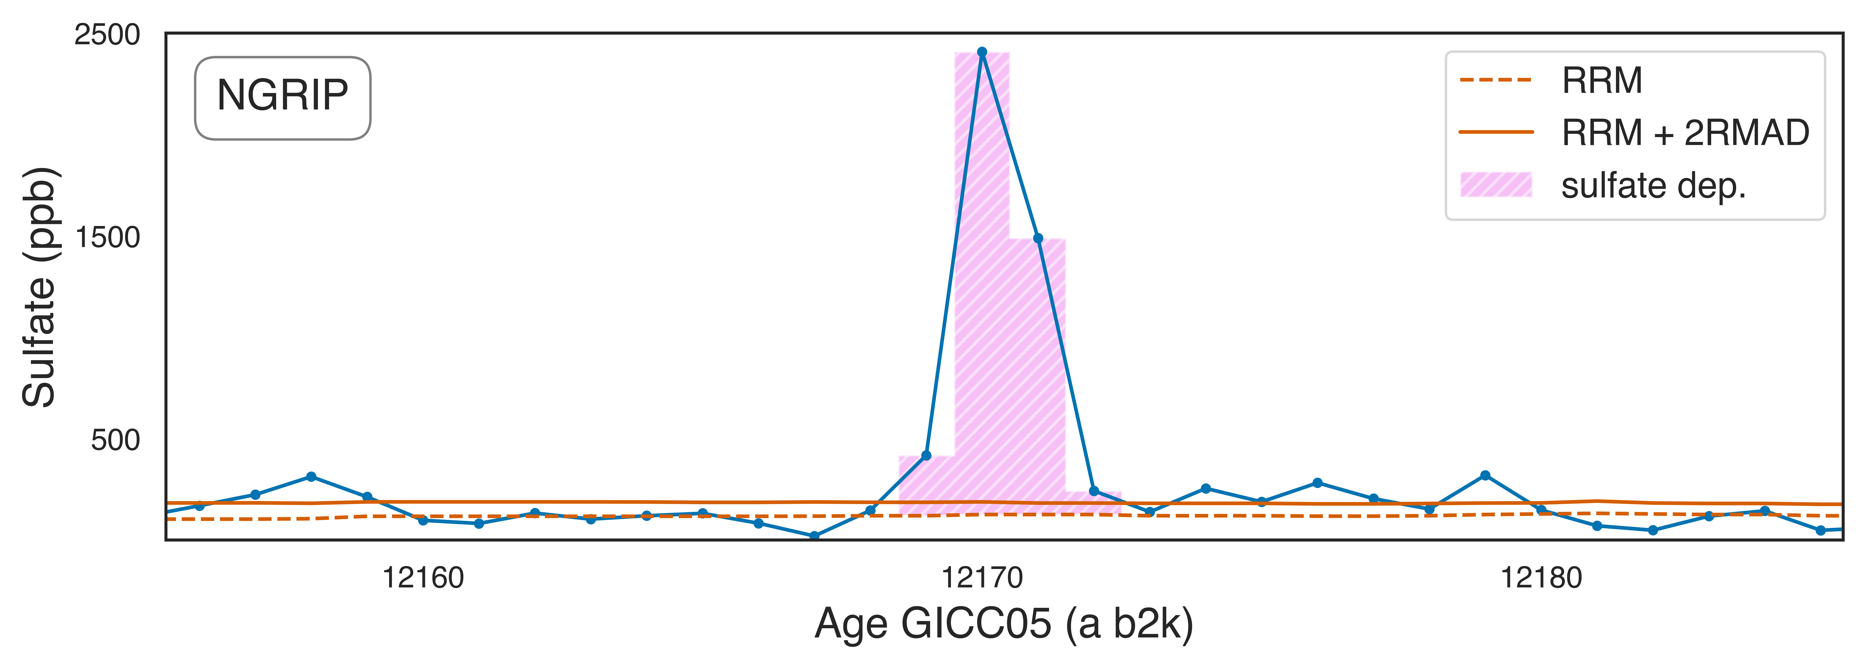 2500
NGRIP
RRM
RRM + 2RMAD
sulfate dep.
1500
500
Sulfate (ppb)
12160
12170
12180
Age GICC05 (a b2k)